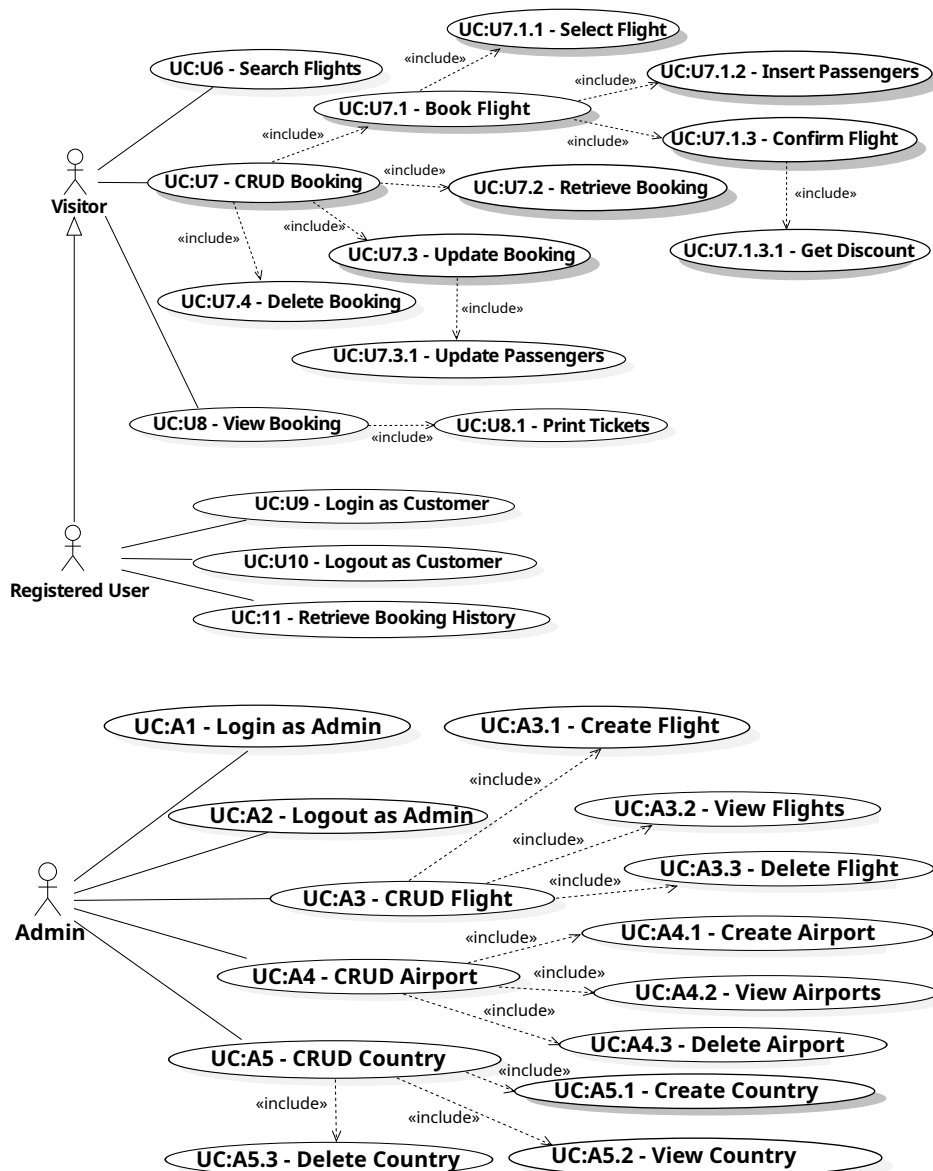 UC:U7.1.1 - Select Flight
«include»
UC:U6 - Search Flights
UC:U7.1.2 - Insert Passengers
«include»
UC:U7.1 - Book Flight
«include»
«include»
UC:U7.1.3 - Confirm Flight
«include»
UC:U7 - CRUD Booking
UC:U7.2 - Retrieve Booking
«include»
Visitor
«include»
«include»
UC:U7.3 - Update Booking
UC:U7.1.3.1 - Get Discount
UC:U7.4 - Delete Booking
«include»
UC:U7.3.1 - Update Passengers
UC:U8 - View Booking
«include»
UC:U8.1 - Print Tickets
UC:U9 - Login as Customer
UC:U10 - Logout as Customer
Registered User
UC:11 - Retrieve Booking History
UC:A1 - Login as Admin
UC:A3.1 - Create Flight
«include»
UC:A2 - Logout as Admin
UC:A3.2 - View Flights
«include»
UC:A3.3 - Delete Flight
«include»
UC:A3 - CRUD Flight
Admin
«include»
UC:A4.1 - Create Airport
UC:A4 - CRUD Airport
«include»
UC:A4.2 - View Airports
«include»
UC:A4.3 - Delete Airport
UC:A5 - CRUD Country
«include»
UC:A5.1 - Create Country
«include»
«include»
UC:A5.3 - Delete Country
UC:A5.2 - View Country